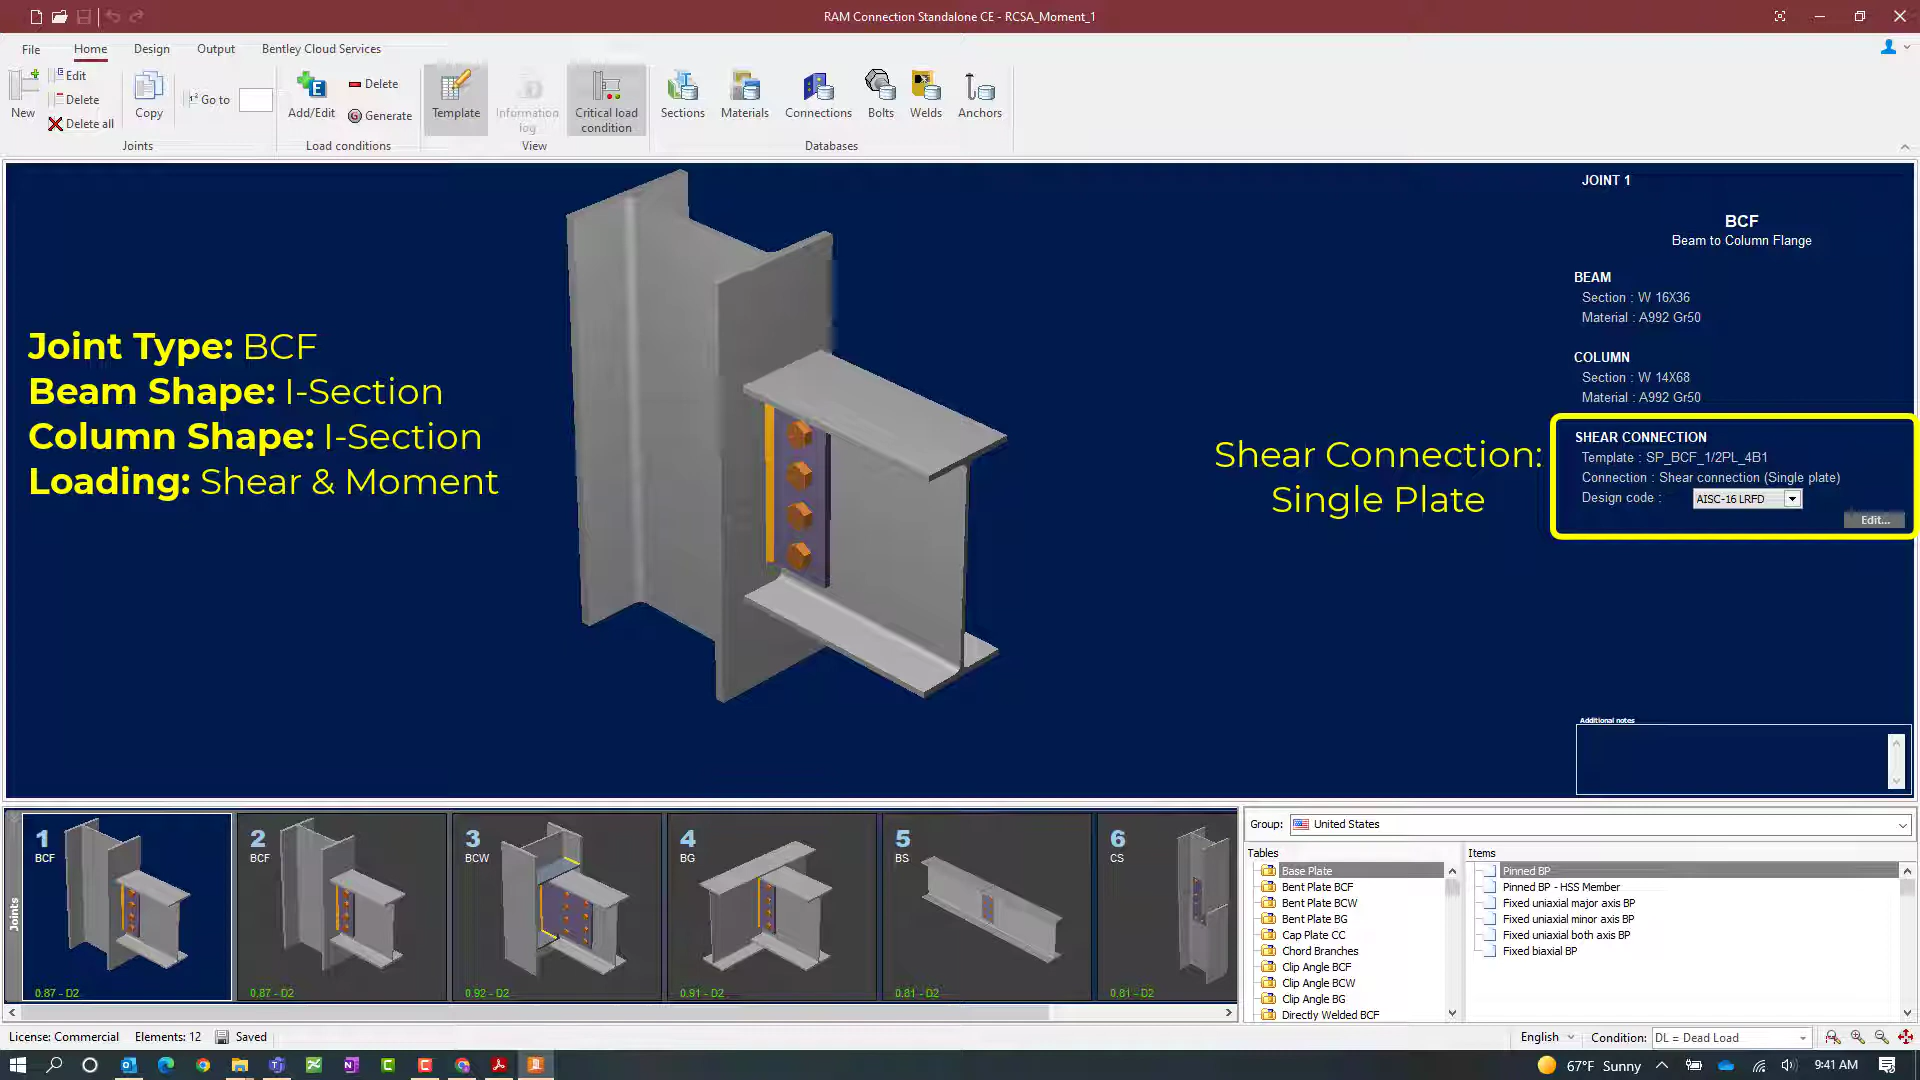 RAM Connection Standalone CE - RCSA_Moment_1
File
Home
Design
Output
Bentley Cloud Services
New
Edit
Delete
Delete all
Copy
Go to
Joints
Add/Edit
Delete
Generate
Load conditions
Template
Information log
Critical load condition
View
Sections
Materials
Connections
Bolts
Welds
Anchors
Databases
Joint Type: BCF
Beam Shape: I-Section
Column Shape: I-Section
Loading: Shear & Moment
Shear Connection:
Single Plate
JOINT 1
BCF
Beam to Column Flange
BEAM
Section : W 16X36
Material : A992 Gr50
COLUMN
Section : W 14X68
Material : A992 Gr50
SHEAR CONNECTION
Template : SP_BCF_1/2PL_4B1
Connection : Shear connection (Single plate)
Design code : AISC-16 LRFD
Edit...
Additional notes
Joints
1
BCF
0.87 - D2
2
BCF
0.87 - D2
3
BCW
0.92 - D2
4
BG
0.91 - D2
5
BS
0.81 - D2
6
CS
0.81 - D2
Group: United States
Tables
Base Plate
Bent Plate BCF
Bent Plate BCW
Bent Plate BG
Cap Plate CC
Chord Branches
Clip Angle BCF
Clip Angle BCW
Clip Angle BG
Directly Welded BCF
Items
Pinned BP
Pinned BP - HSS Member
Fixed uniaxial major axis BP
Fixed uniaxial minor axis BP
Fixed uniaxial both axis BP
Fixed biaxial BP
License: Commercial
Elements: 12
Saved
English
Condition: DL = Dead Load
67°F Sunny
9:41 AM